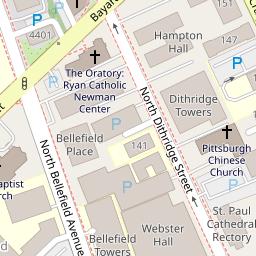 4401
Bayar
Hampton
Hall
151
147
The Oratory:
Ryan Catholic
Newman
Center
Dithridge
Towers
North Dithridge Street
Bellefield
Place
141
Pittsburgh
Chinese
Church
North Bellefield Avenue
aptist
urch
St. Paul
Cathedral
Rectory
Webster
Hall
Bellefield
Towers
P
P
P
P
P